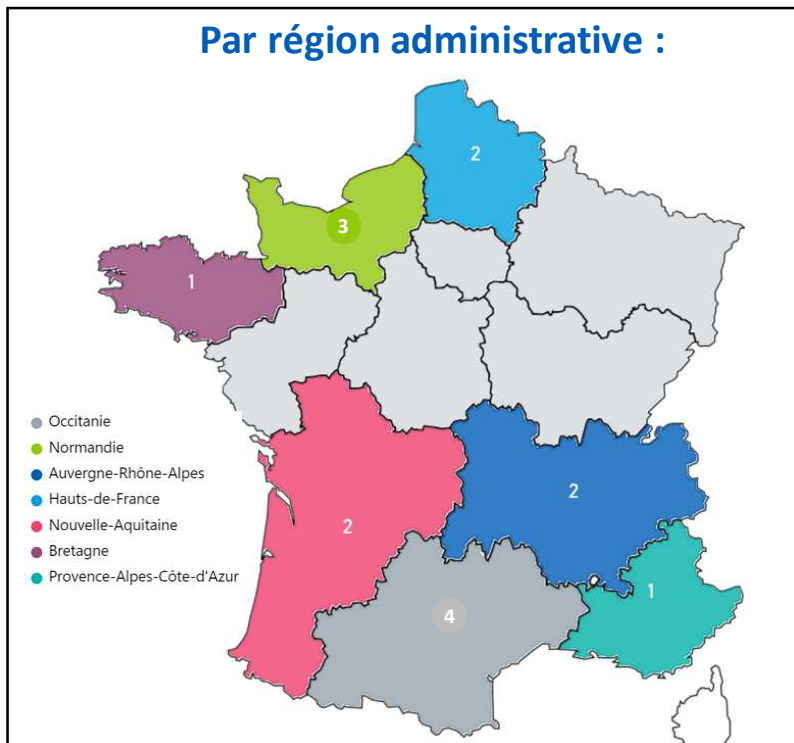 Par région administrative :
2
3
1
Occitanie
Normandie
Auvergne-Rhône-Alpes
Hauts-de-France
Nouvelle-Aquitaine
Bretagne
Provence-Alpes-Côte-d'Azur
2
2
1
4